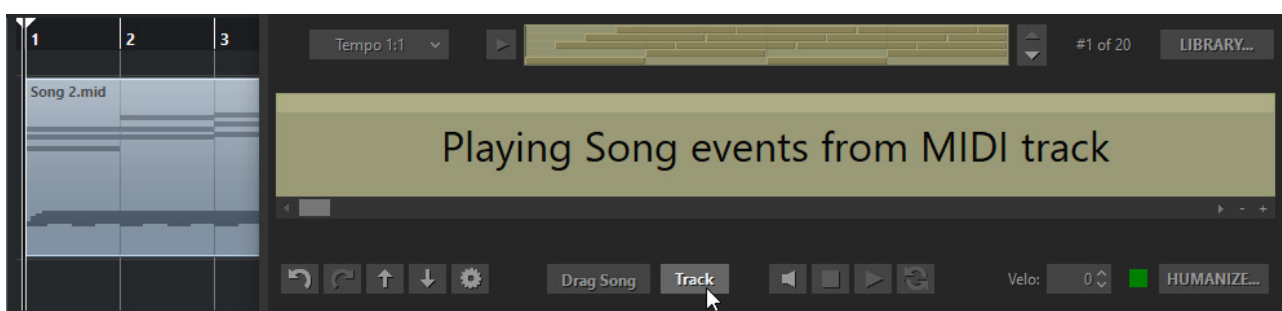 1 2 3
Tempo 1:1
#1 of 20
LIBRARY...
Song 2.mid
Playing Song events from MIDI track
- +
Drag Song
Track
Velo:
0
HUMANIZE...